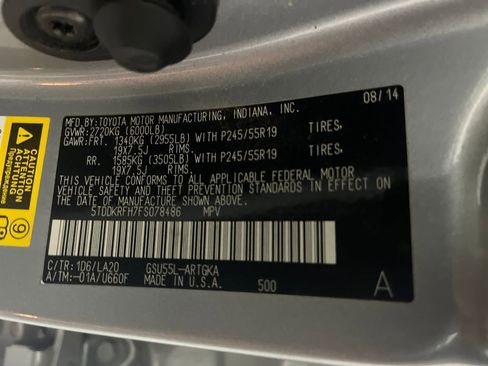 08/14
MFD.BY:TOYOTA MOTOR MANUFACTURING, INDIANA, INC.
GVWR:2720KG (6000LB)
GAWR:FRT. 1340KG (2955LB) WITH P245/55R19 TIRES,
19X7.5J RIMS.
RR. 1585KG (3505LB) WITH P245/55R19 TIRES,
19X7.5J RIMS.
THIS VEHICLE CONFORMS TO ALL APPLICABLE FEDERAL MOTOR
VEHICLE SAFETY STANDARDS IN EFFECT ON
THE DATE OF MANUFACTURE SHOWN ABOVE.
5TDDKRFH7FS078486 MPV
C/TR:1D6/LA20 GSU55L-ARTGKA
A/TM:-01A/U660F MADE IN U.S.A. 500
A
CAUTION
ATTENTION
ACHTUNG